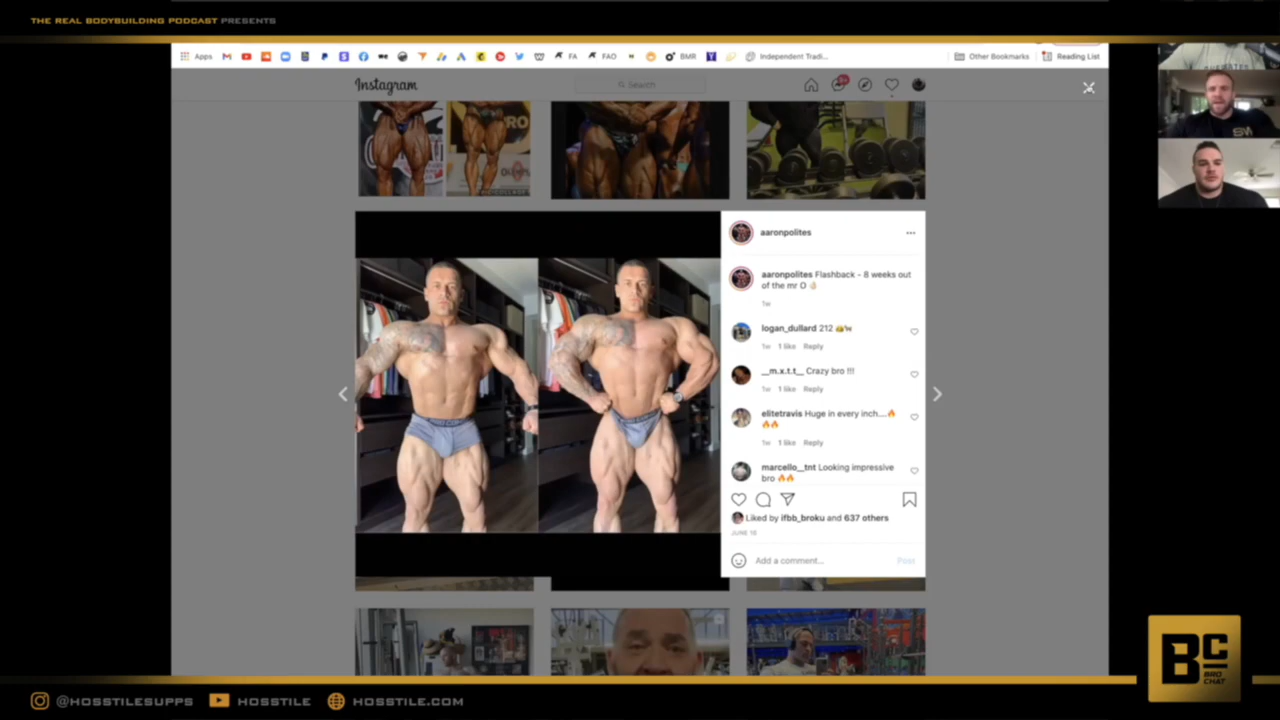 THE REAL BODYBUILDING PODCAST PRESENTS
Apps
FA
FAO
BMR
Independent Tradi...
Other Bookmarks
Reading List
Instagram
Search
aaronpolites
aaronpolites Flashback - 8 weeks out
of the mr O 👌🏼
1w
logan_dullard 212 🐝🐄
1w 1 like Reply
__m.x.t.t__ Crazy bro !!!
1w 1 like Reply
elitetravis Huge in every inch....🔥
🔥🔥
1w 1 like Reply
marcello__tnt Looking impressive
bro 🔥🔥
Liked by ifbb_broku and 637 others
JUNE 18
Add a comment...
Post
BC
BRO
CHAT
@HOSSTILESUPPS
HOSSTILE
HOSSTILE.COM